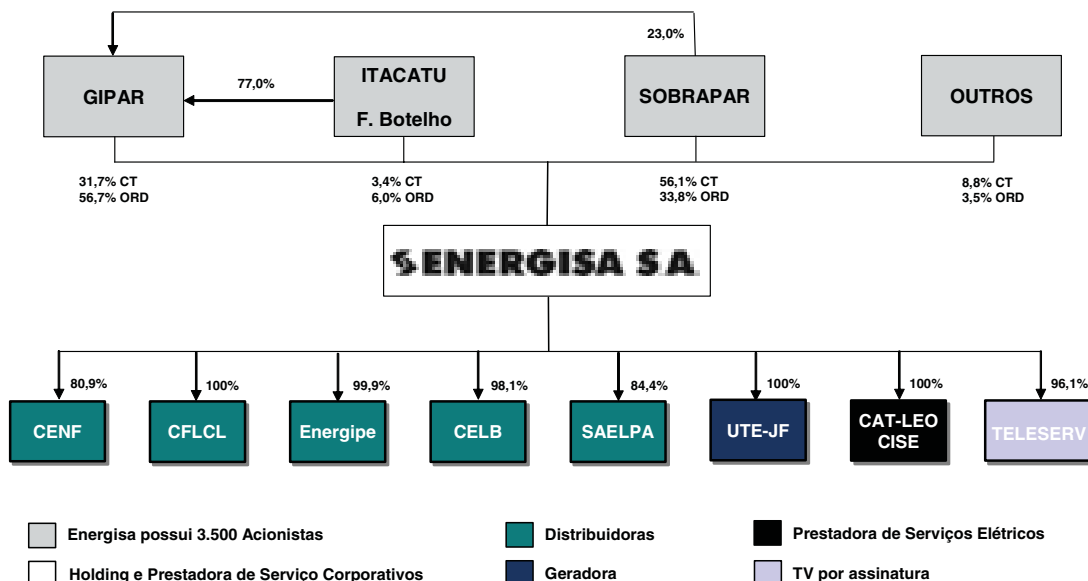 23,0%
GIPAR
77,0%
ITACATU
F. Botelho
SOBRAPAR
OUTROS
31,7% CT
56,7% ORD
3,4% CT
6,0% ORD
56,1% CT
33,8% ORD
8,8% CT
3,5% ORD
ENERGISA S.A.
80,9%
100%
99,9%
98,1%
84,4%
100%
100%
96,1%
CENF
CFLCL
Energipe
CELB
SAELPA
UTE-JF
CAT-LEO
CISE
TELESERV
Energisa possui 3.500 Acionistas
Distribuidoras
Prestadora de Serviços Elétricos
Holding e Prestadora de Serviço Corporativos
Geradora
TV por assinatura